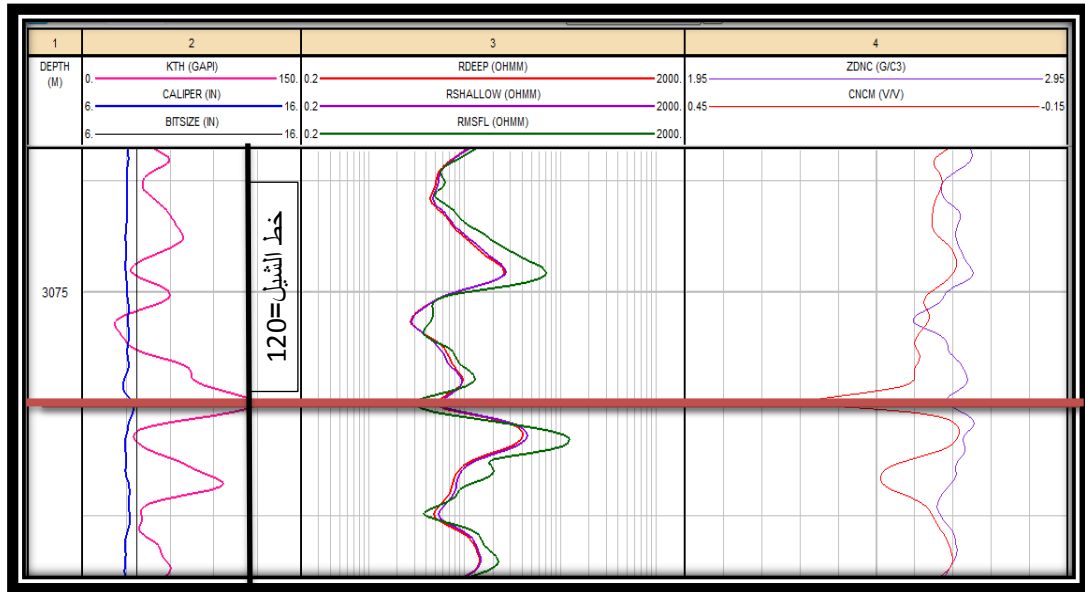 1 2 3 4
DEPTH
(M)
KTH (GAPI)
0. 150.
CALIPER (IN)
6. 16.
BITSIZE (IN)
6. 16.
RDEEP (OHMM)
0.2 2000.
RSHALLOW (OHMM)
0.2 2000.
RMSFL (OHMM)
0.2 2000.
ZDNC (G/C3)
1.95 2.95
CNCM (V/V)
0.45 -0.15
خط الشيل=120
3075